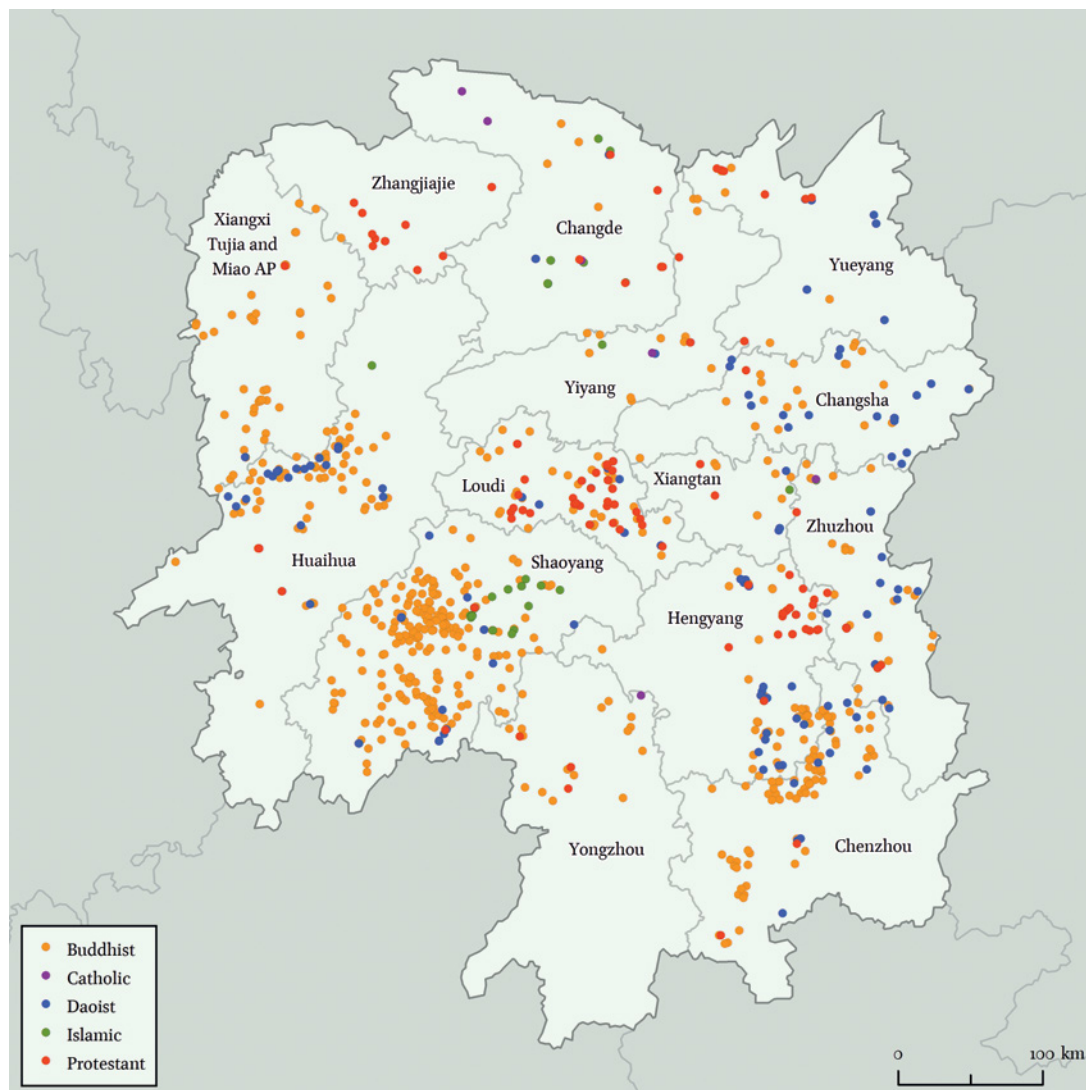 Zhangjiajie
Xiangxi
Tujia and
Miao AP
Changde
Yueyang
Yiyang
Changsha
Loudi
Xiangtan
Zhuzhou
Huaihua
Shaoyang
Hengyang
Yongzhou
Chenzhou
Buddhist
Catholic
Daoist
Islamic
Protestant
0 100 km